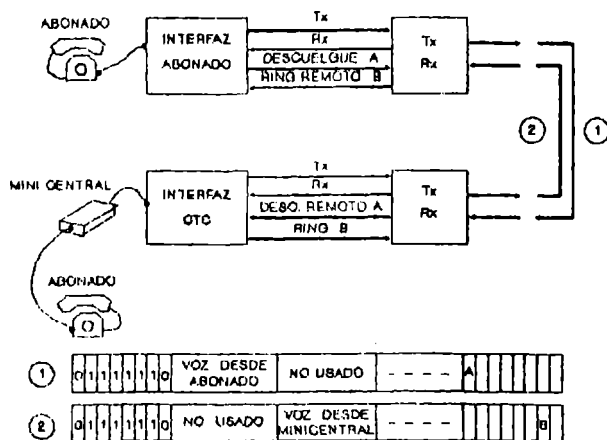 ABONADO
INTERFAZ
ABONADO
Tx
Rx
DESCUELGUE A
RING REMOTO B
Tx
Rx
2
1
MINI CENTRAL
INTERFAZ
CTC
Tx
Rx
DESC. REMOTO A
RING B
Tx
Rx
ABONADO
1
0 1 1 1 1 1 1 0
VOZ DESDE
ABONADO
NO USADO
- - - -
A
2
0 1 1 1 1 1 1 0
NO USADO
VOZ DESDE
MINICENTRAL
- - - -
B